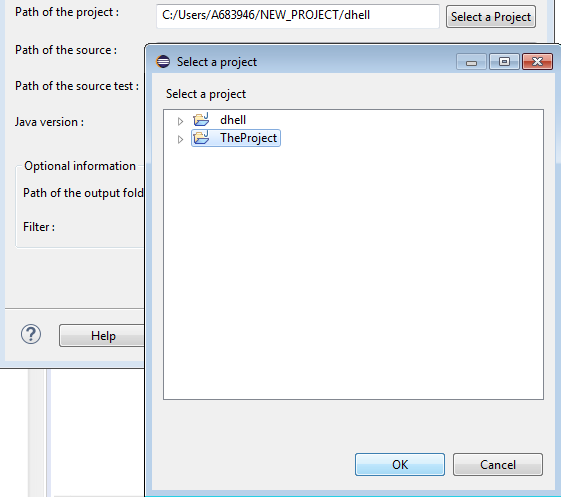 Path of the project :
C:/Users/A683946/NEW_PROJECT/dhell
Select a Project
Path of the source :
Select a project
Path of the source test :
Select a project
Java version :
dhell
TheProject
Optional information
Path of the output fold
Filter :
?
Help
OK
Cancel